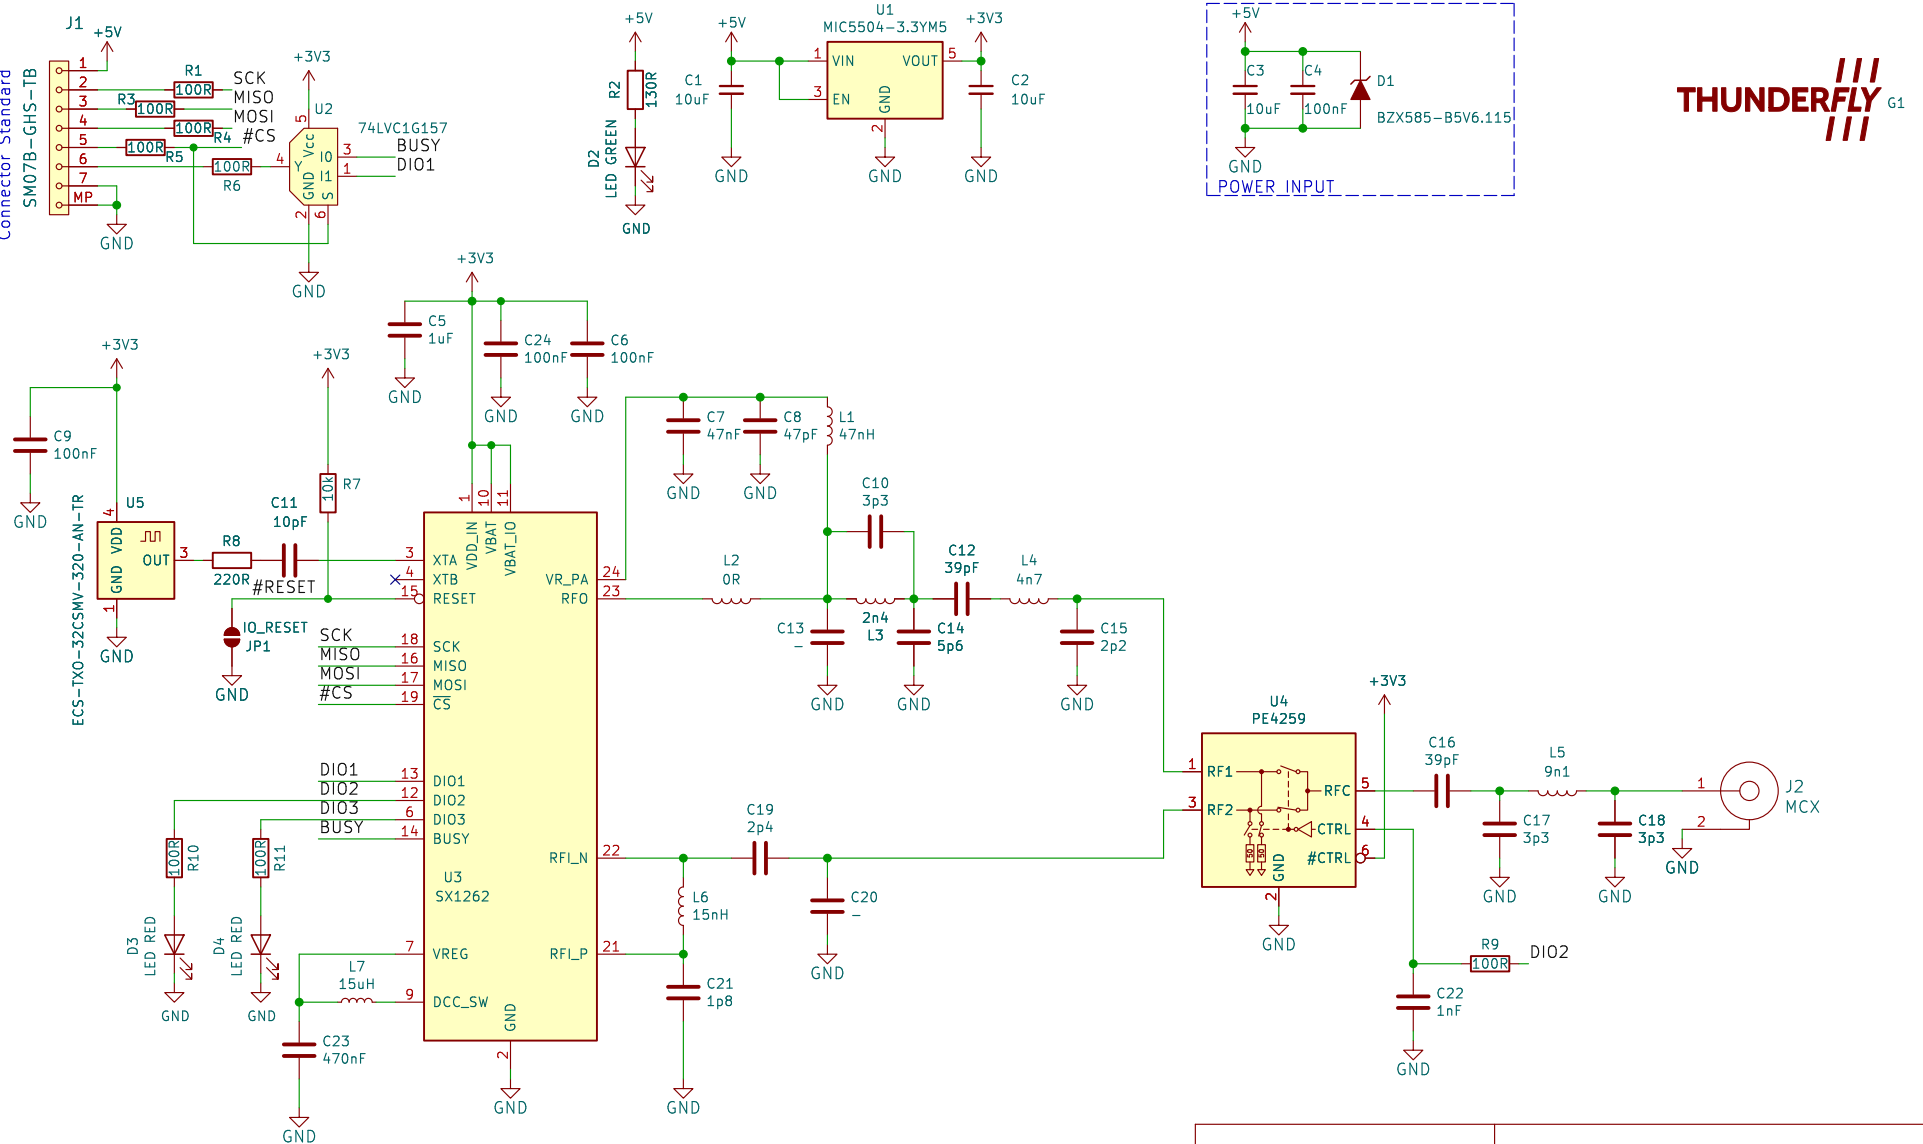 Connector Standard
J1
SM07B-GHS-TB
+5V
1
2
3
4
5
6
7
MP
GND
R1
100R
R3
100R
100R
R4
100R
R5
100R
R6
SCK
MISO
MOSI
#CS
+3V3
U2
74LVC1G157
5
Vcc
4
Y
I0
3
I1
1
GND
S
2
6
BUSY
DIO1
GND
+5V
R2
130R
D2
LED GREEN
GND
+5V
C1
10uF
GND
U1
MIC5504-3.3YM5
1
VIN
VOUT
5
3
EN
GND
2
GND
+3V3
C2
10uF
GND
+5V
C3
10uF
C4
100nF
D1
BZX585-B5V6.115
GND
POWER INPUT
THUNDERFLY
G1
+3V3
C5
1uF
GND
C24
100nF
GND
C6
100nF
GND
+3V3
C9
100nF
GND
U5
ECS-TXO-32CSMV-320-AN-TR
4
VDD
OUT
3
GND
1
GND
R8
220R
C11
10pF
+3V3
10k
R7
#RESET
IO_RESET
JP1
GND
1
10
11
VDD_IN
VBAT
VBAT_IO
3
XTA
4
XTB
15
RESET
SCK
18
SCK
MISO
16
MISO
MOSI
17
MOSI
#CS
19
CS
DIO1
13
DIO1
DIO2
12
DIO2
DIO3
6
DIO3
BUSY
14
BUSY
U3
SX1262
7
VREG
9
DCC_SW
GND
2
GND
VR_PA
24
RFO
23
RFI_N
22
RFI_P
21
100R
R10
100R
R11
D3
LED RED
D4
LED RED
GND
GND
L7
15uH
C23
470nF
GND
C7
47nF
GND
C8
47pF
GND
L1
47nH
C10
3p3
L2
0R
2n4
L3
C12
39pF
L4
4n7
C13
-
GND
C14
5p6
GND
C15
2p2
GND
C19
2p4
L6
15nH
C20
-
GND
C21
1p8
GND
U4
PE4259
1
RF1
3
RF2
RFC
5
CTRL
4
#CTRL
6
50
50
GND
2
GND
+3V3
C16
39pF
L5
9n1
C17
3p3
GND
C18
3p3
GND
1
2
J2
MCX
GND
R9
100R
DIO2
C22
1nF
GND